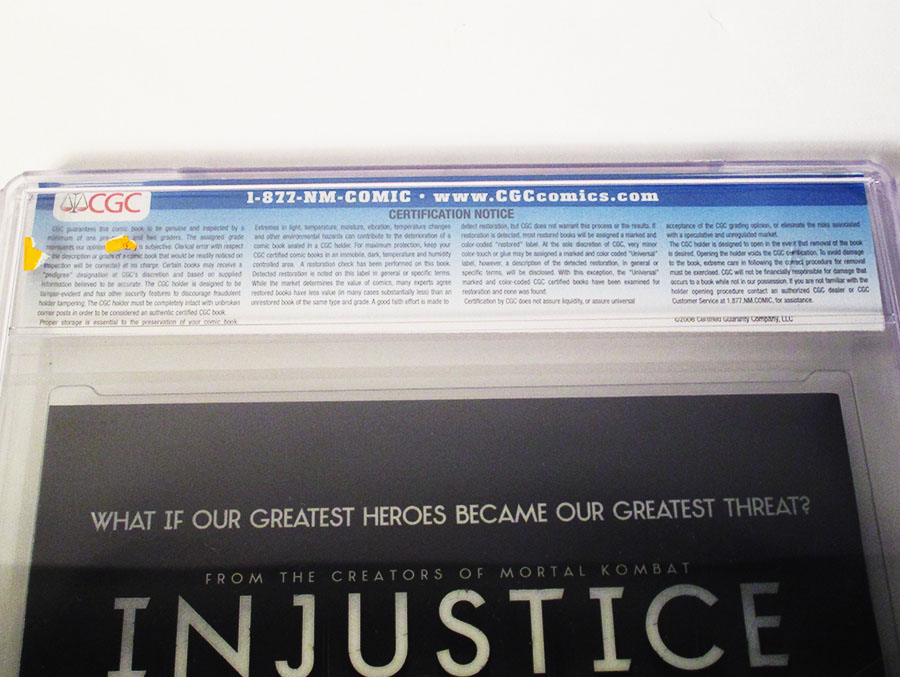 CGC
1-877-NM-COMIC • www.CGCcomics.com
CERTIFICATION NOTICE
CGC guarantees this comic book to be genuine and inspected by a
minimum of one and two graders. The assigned grade
represents our opinion is subjective. Clerical error with respect
the description or grade of a comic book that would be readily noticed on
inspection will be corrected at no charge. Certain books may receive a
"pedigree" designation at CGC's discretion and based on supplied
information believed to be accurate. The CGC holder is designed to be
tamper-evident and has other security features to discourage fraudulent
holder tampering. The CGC holder must be completely intact with unbroken
corner posts in order to be considered an authentic certified CGC book.
Proper storage is essential to the preservation of your comic book.
Extremes in light, temperature, moisture, vibration, temperature changes
and other environmental hazards can contribute to the deterioration of a
comic book sealed in a CGC holder. For maximum protection, keep your
CGC certified comic books in an immobile, dark, temperature and humidity
controlled area. A restoration check has been performed on this book.
Detected restoration is noted on this label in general or specific terms.
While the market determines the value of comics, many experts agree
restored books have less value (in many cases substantially less) than an
unrestored book of the same type and grade. A good faith effort is made to
detect restoration, but CGC does not warrant this process or the results. If
restoration is detected, most restored books will be assigned a marked and
color-coded "restored" label. At the sole discretion of CGC, very minor
color touch or glue may be assigned a marked and color coded "Universal"
label, however, a description of the detected restoration, in general or
specific terms, will be disclosed. With this exception, the "Universal"
marked and color-coded CGC certified books have been examined for
restoration and none was found.
Certification by CGC does not assure liquidity, or assure universal
acceptance of the CGC grading opinion, or eliminate the risks associated
with a speculative and unregulated market.
The CGC holder is designed to open in the event that removal of the book
is desired. Opening the holder voids the CGC certification. To avoid damage
to the book, extreme care in following the correct procedure for removal
must be exercised. CGC will not be financially responsible for damage that
occurs to a book while not in our possession. If you are not familiar with the
holder opening procedure contact an authorized CGC dealer or CGC
Customer Service at 1.877.NM.COMIC, for assistance.
©2006 Certified Guaranty Company, LLC
WHAT IF OUR GREATEST HEROES BECAME OUR GREATEST THREAT?
FROM THE CREATORS OF MORTAL KOMBAT
INJUSTICE